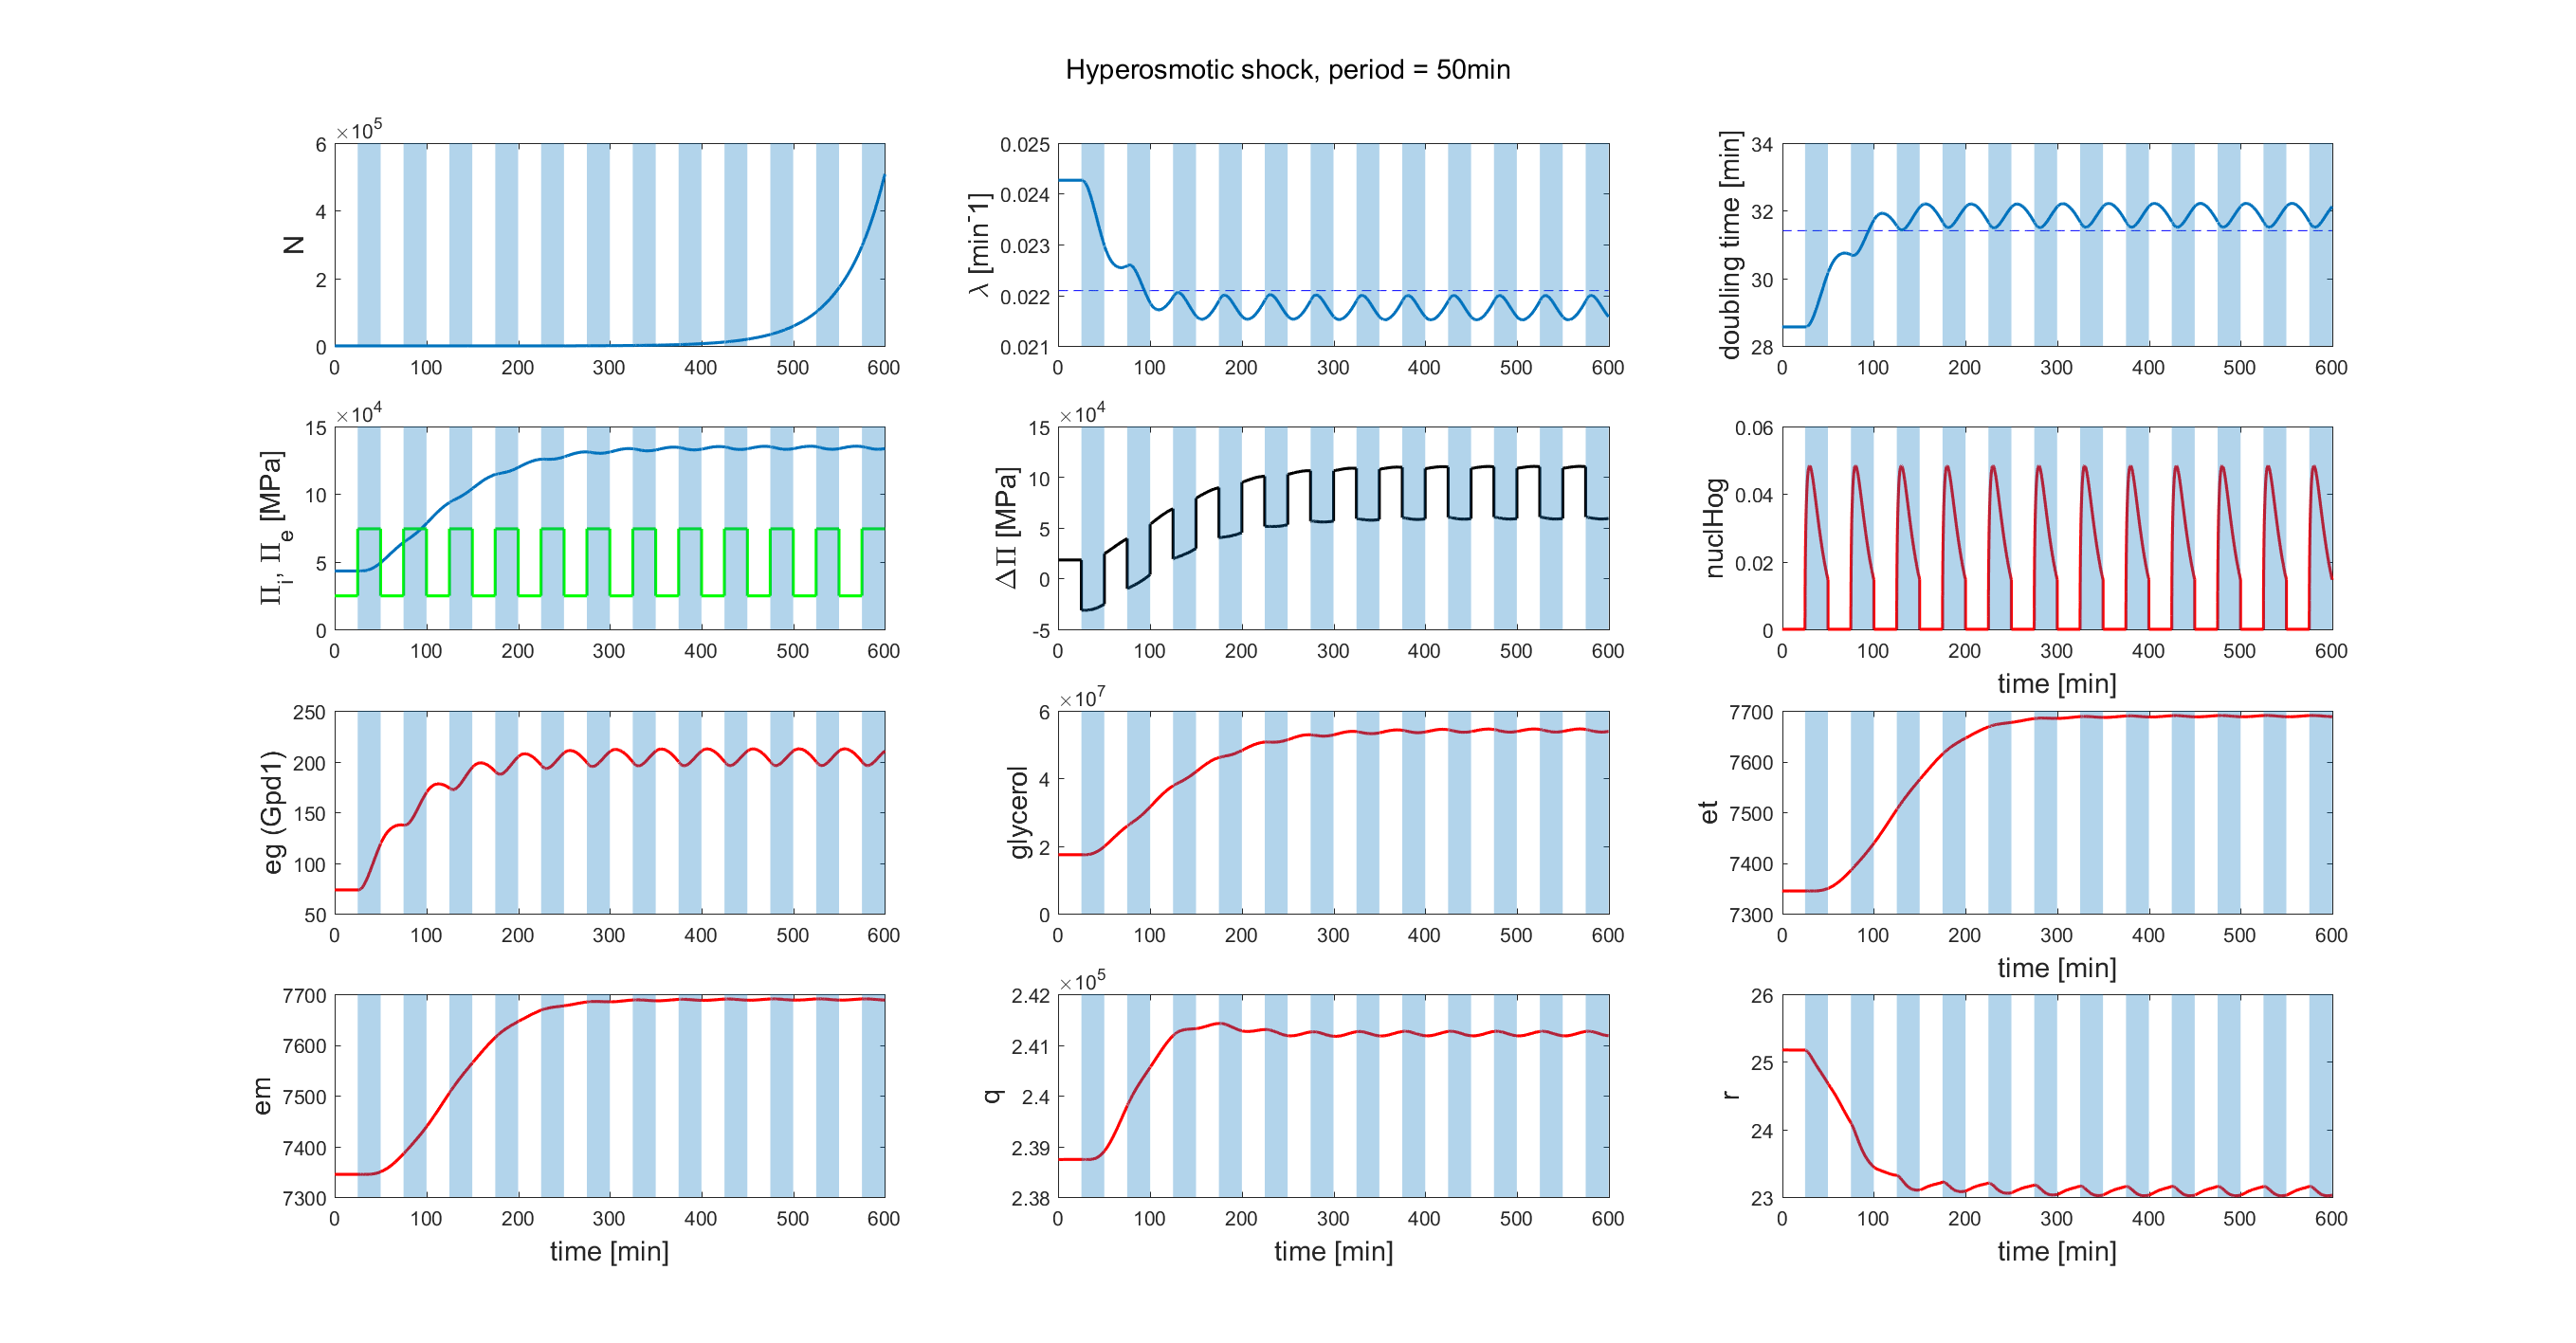 Hyperosmotic shock, period = 50min
×10^5
6
4
2
0
N
0 100 200 300 400 500 600
0.025
0.024
0.023
0.022
0.021
λ [min^-1]
0 100 200 300 400 500 600
34
32
30
28
doubling time [min]
0 100 200 300 400 500 600
×10^4
15
10
5
0
Π_i, Π_e [MPa]
0 100 200 300 400 500 600
×10^4
15
10
5
0
-5
ΔΠ [MPa]
0 100 200 300 400 500 600
0.06
0.04
0.02
0
nuclHog
0 100 200 300 400 500 600
time [min]
250
200
150
100
50
eg (Gpd1)
0 100 200 300 400 500 600
×10^7
6
4
2
0
glycerol
0 100 200 300 400 500 600
7700
7600
7500
7400
7300
et
0 100 200 300 400 500 600
time [min]
7700
7600
7500
7400
7300
em
0 100 200 300 400 500 600
time [min]
×10^5
2.42
2.41
2.4
2.39
2.38
q
0 100 200 300 400 500 600
time [min]
26
25
24
23
r
0 100 200 300 400 500 600
time [min]